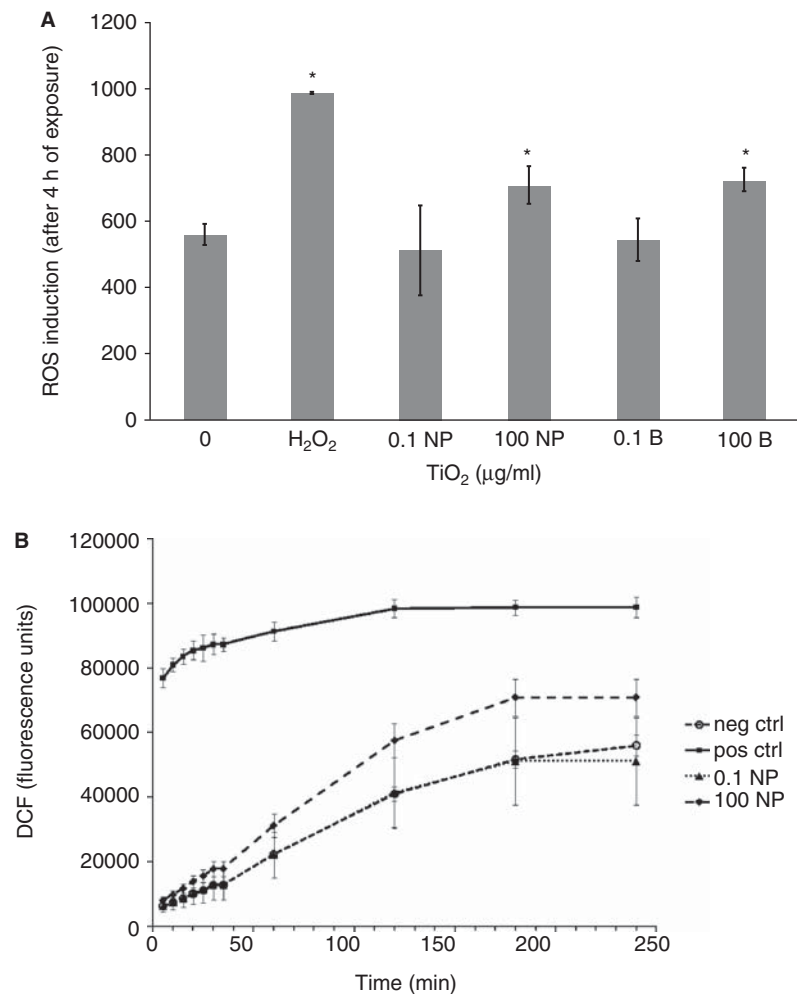 A
ROS induction (after 4 h of exposure)
1200
1000
800
600
400
200
0
*
*
*
0 H₂O₂ 0.1 NP 100 NP 0.1 B 100 B
TiO₂ (μg/ml)
B
DCF (fluorescence units)
120000
100000
80000
60000
40000
20000
0
0 50 100 150 200 250
Time (min)
neg ctrl
pos ctrl
0.1 NP
100 NP